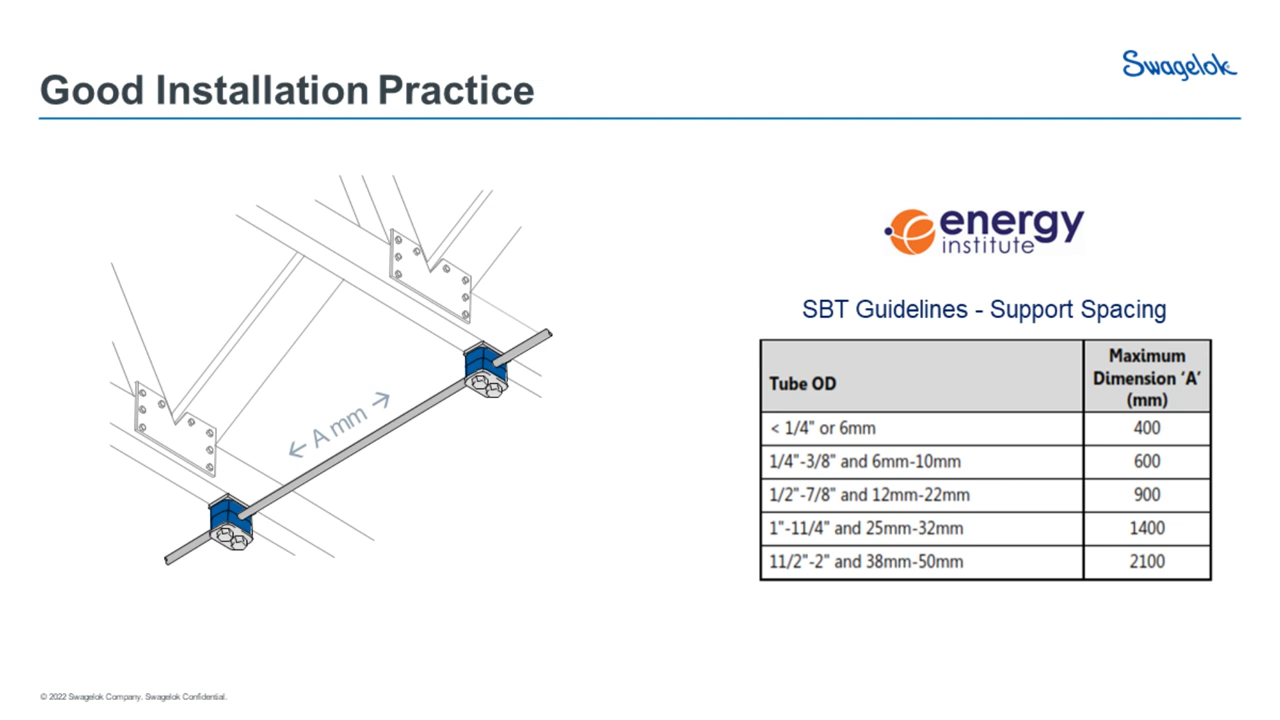 Good Installation Practice
Swagelok
← A mm →
energy
institute
SBT Guidelines - Support Spacing
Tube OD
Maximum
Dimension ‘A’
(mm)
< 1/4" or 6mm 400
1/4"-3/8" and 6mm-10mm 600
1/2"-7/8" and 12mm-22mm 900
1"-11/4" and 25mm-32mm 1400
11/2"-2" and 38mm-50mm 2100
© 2022 Swagelok Company. Swagelok Confidential.